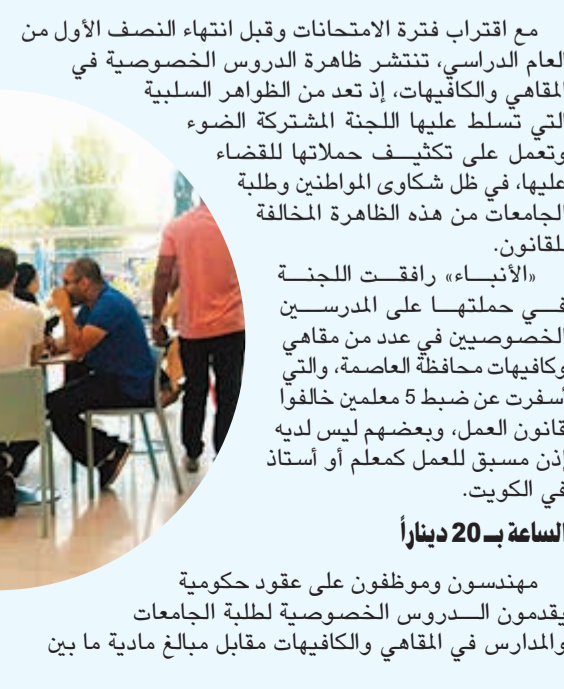 مع اقتراب فترة الامتحانات وقبل انتهاء النصف الأول من
العام الدراسي، تنتشر ظاهرة الدروس الخصوصية في
المقاهي والكافيهات، إذ تعد من الظواهر السلبية
التي تسلط عليها اللجنة المشتركة الضوء
وتعمل على تكثيف حملاتها للقضاء
عليها، في ظل شكاوى المواطنين وطلبة
الجامعات من هذه الظاهرة المخالفة
للقانون.
«الأنباء» رافقت اللجنة
في حملتها على المدرسين
الخصوصيين في عدد من مقاهي
وكافيهات محافظة العاصمة، والتي
أسفرت عن ضبط 5 معلمين خالفوا
قانون العمل، وبعضهم ليس لديه
إذن مسبق للعمل كمعلم أو أستاذ
في الكويت.
الساعة بـ 20 ديناراً
مهندسون وموظفون على عقود حكومية
يقدمون الدروس الخصوصية لطلبة الجامعات
والمدارس في المقاهي والكافيهات مقابل مبالغ مادية ما بين